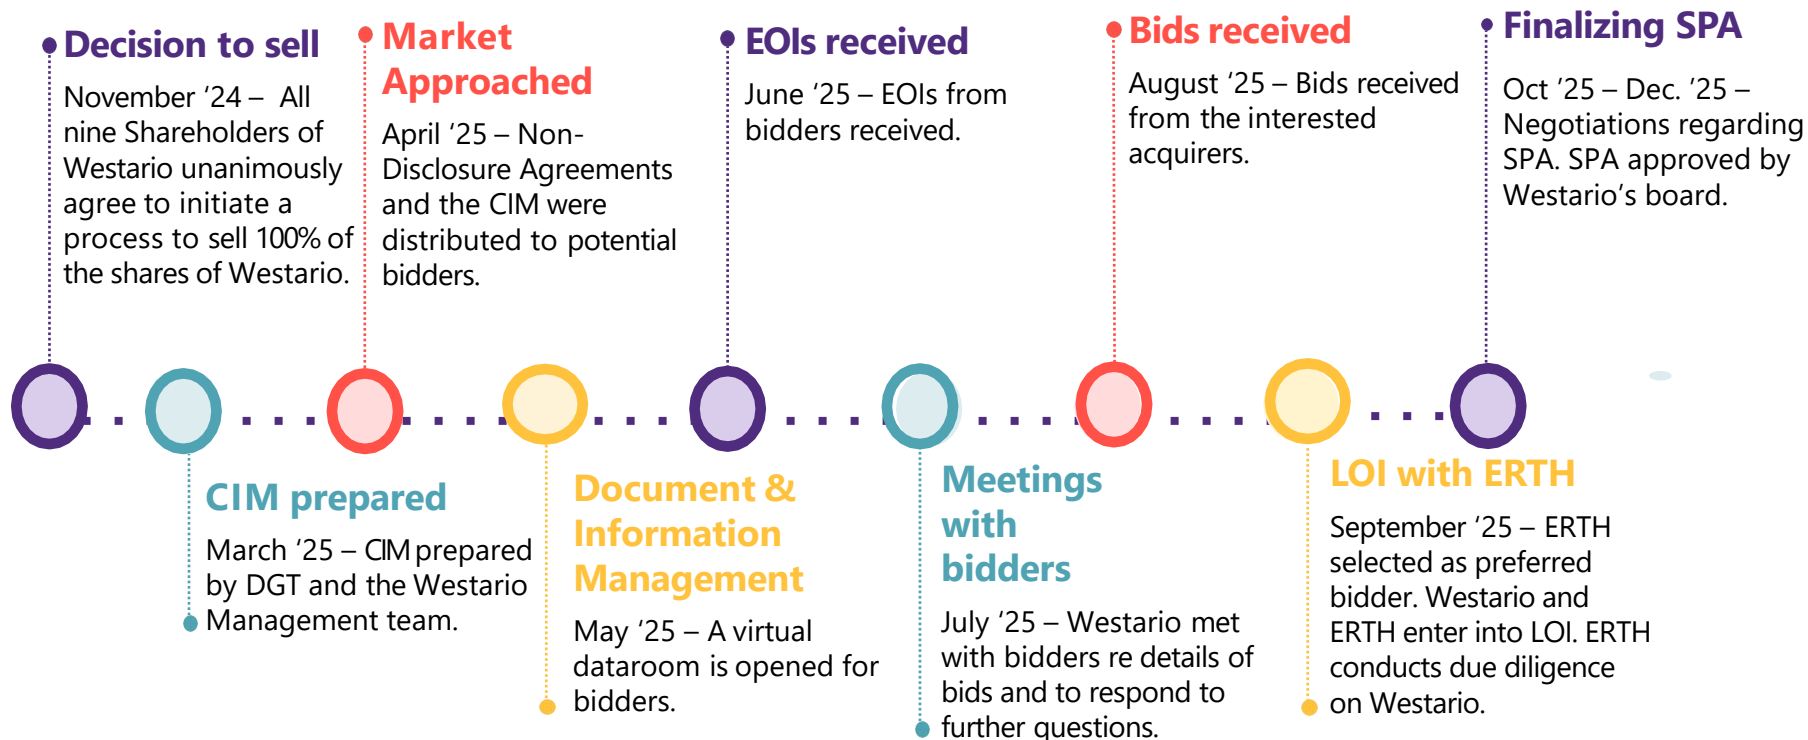 Decision to sell
November ‘24 – All
nine Shareholders of
Westario unanimously
agree to initiate a
process to sell 100% of
the shares of Westario.
Market
Approached
April ‘25 – Non-
Disclosure Agreements
and the CIM were
distributed to potential
bidders.
EOIs received
June ‘25 – EOIs from
bidders received.
Bids received
August ‘25 – Bids received
from the interested
acquirers.
Finalizing SPA
Oct ‘25 – Dec. ‘25 –
Negotiations regarding
SPA. SPA approved by
Westario’s board.
CIM prepared
March ‘25 – CIM prepared
by DGT and the Westario
Management team.
Document &
Information
Management
May ‘25 – A virtual
dataroom is opened for
bidders.
Meetings
with
bidders
July ‘25 – Westario met
with bidders re details of
bids and to respond to
further questions.
LOI with ERTH
September ‘25 – ERTH
selected as preferred
bidder. Westario and
ERTH enter into LOI. ERTH
conducts due diligence
on Westario.